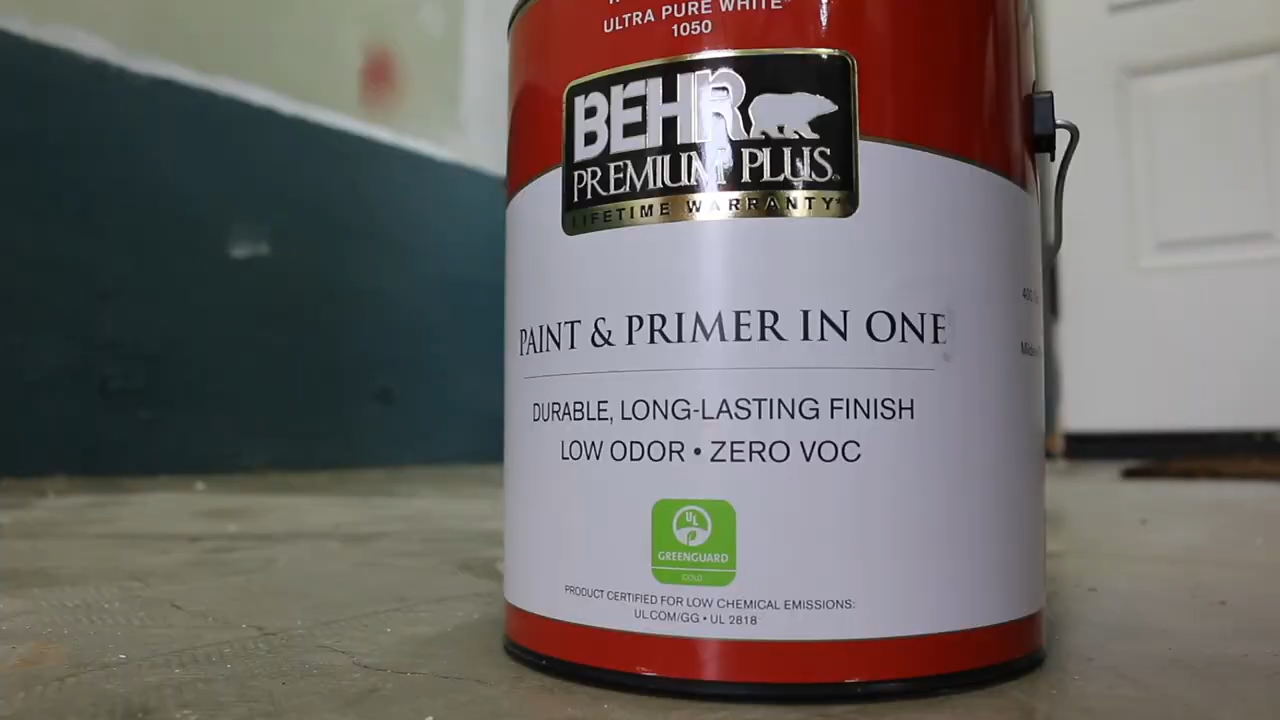 ULTRA PURE WHITE
1050
BEHR
PREMIUM PLUS
LIFETIME WARRANTY*
PAINT & PRIMER IN ONE
DURABLE, LONG-LASTING FINISH
LOW ODOR • ZERO VOC
UL
GREENGUARD
GOLD
PRODUCT CERTIFIED FOR LOW CHEMICAL EMISSIONS:
UL.COM/GG • UL 2818